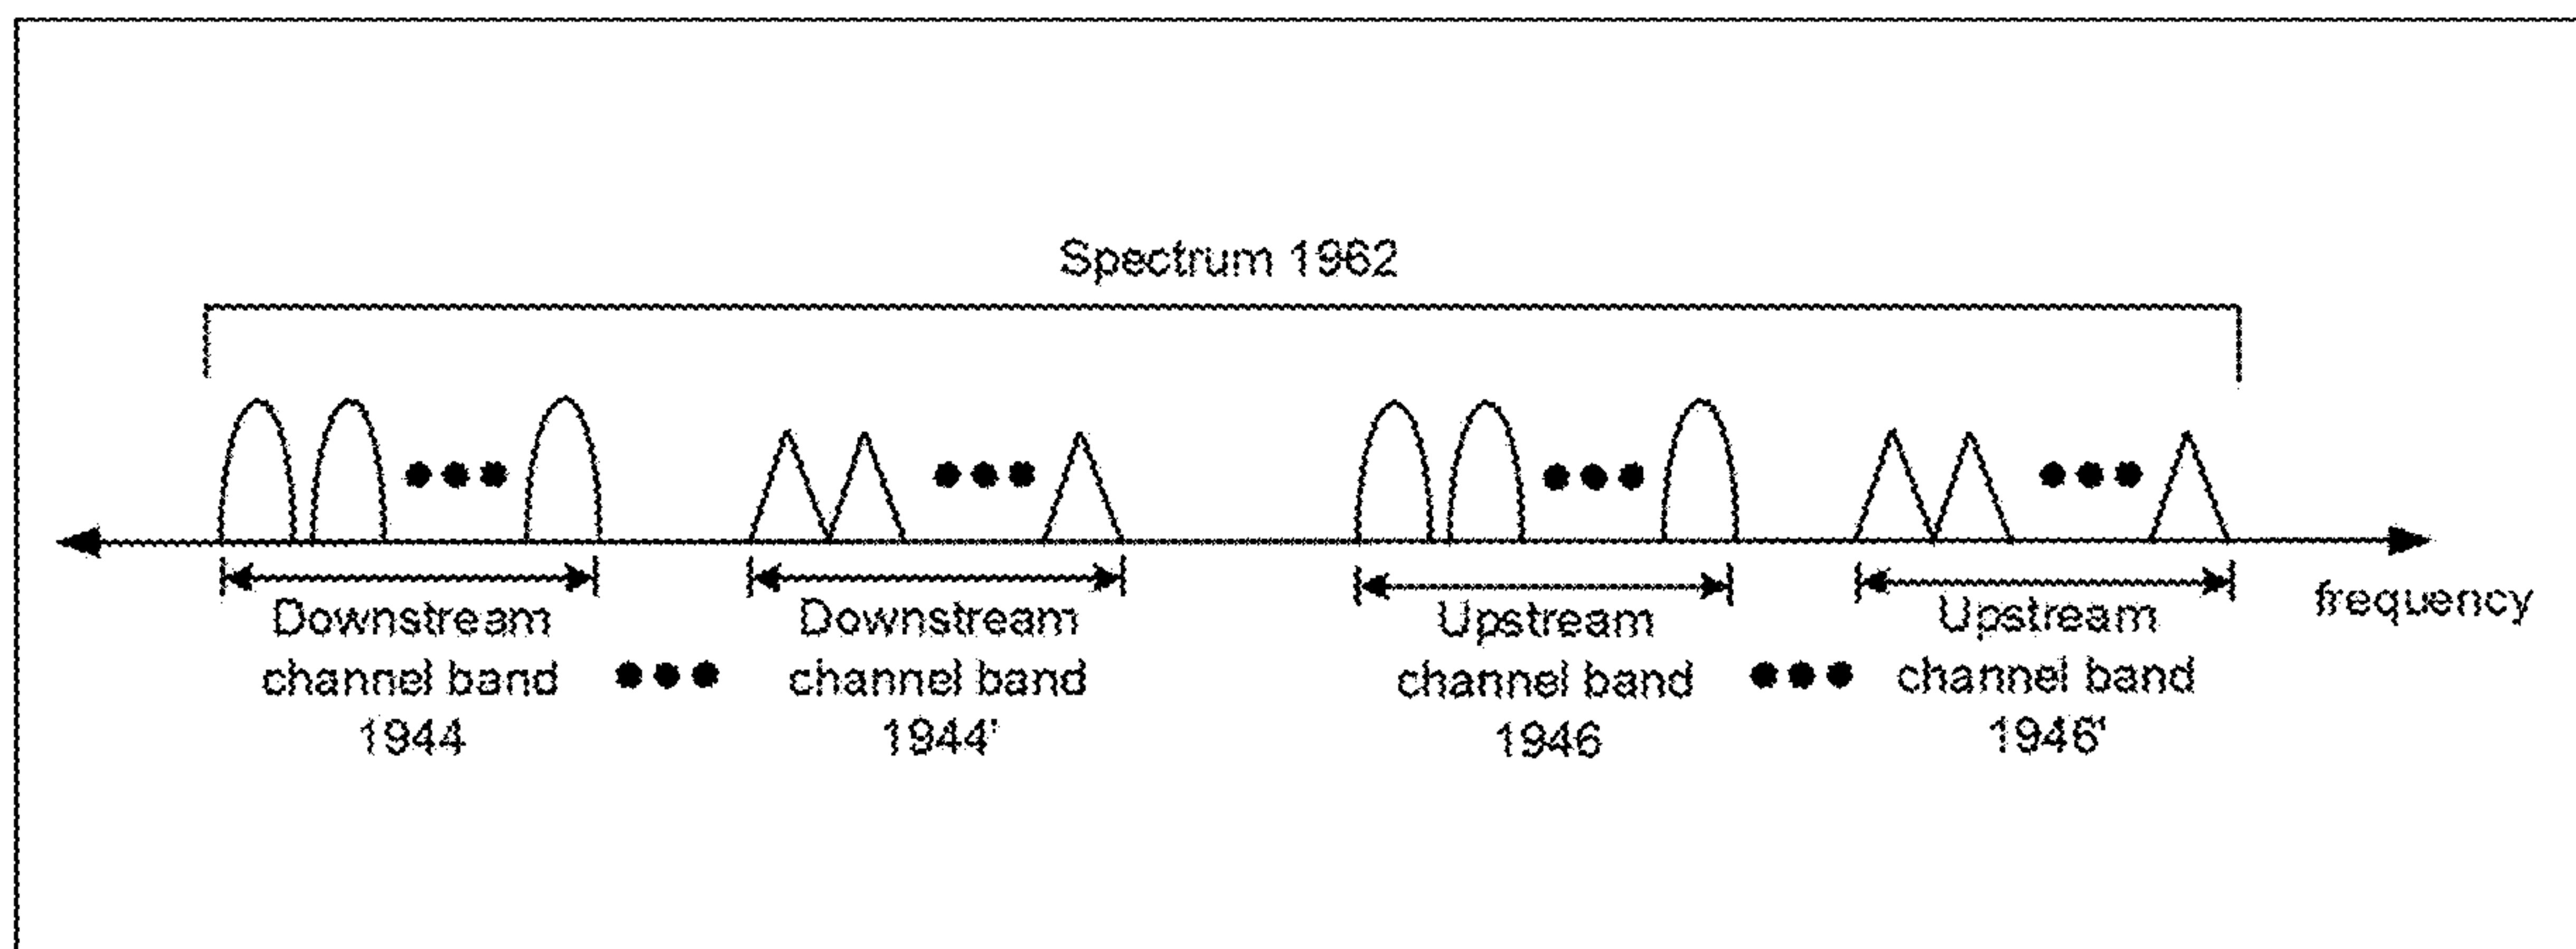 Spectrum 1962
Downstream
channel band
1944
Downstream
channel band
1944'
Upstream
channel band
1946
Upstream
channel band
1946'
frequency